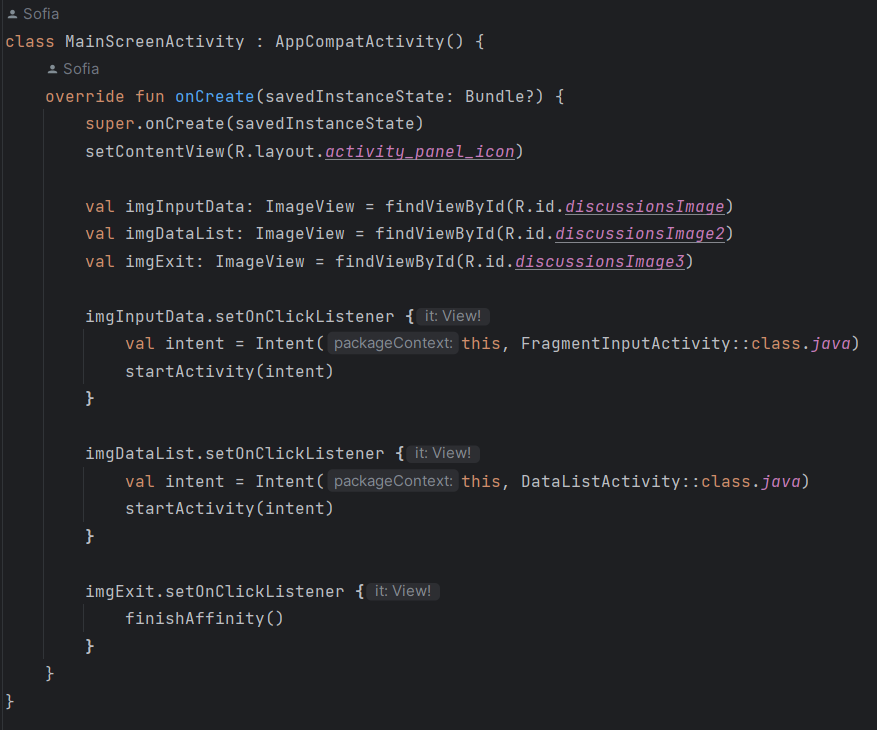 Sofia
class MainScreenActivity : AppCompatActivity() {
Sofia
override fun onCreate(savedInstanceState: Bundle?) {
super.onCreate(savedInstanceState)
setContentView(R.layout.activity_panel_icon)
val imgInputData: ImageView = findViewById(R.id.discussionsImage)
val imgDataList: ImageView = findViewById(R.id.discussionsImage2)
val imgExit: ImageView = findViewById(R.id.discussionsImage3)
imgInputData.setOnClickListener { it: View!
val intent = Intent( packageContext: this, FragmentInputActivity::class.java)
startActivity(intent)
}
imgDataList.setOnClickListener { it: View!
val intent = Intent( packageContext: this, DataListActivity::class.java)
startActivity(intent)
}
imgExit.setOnClickListener { it: View!
finishAffinity()
}
}
}